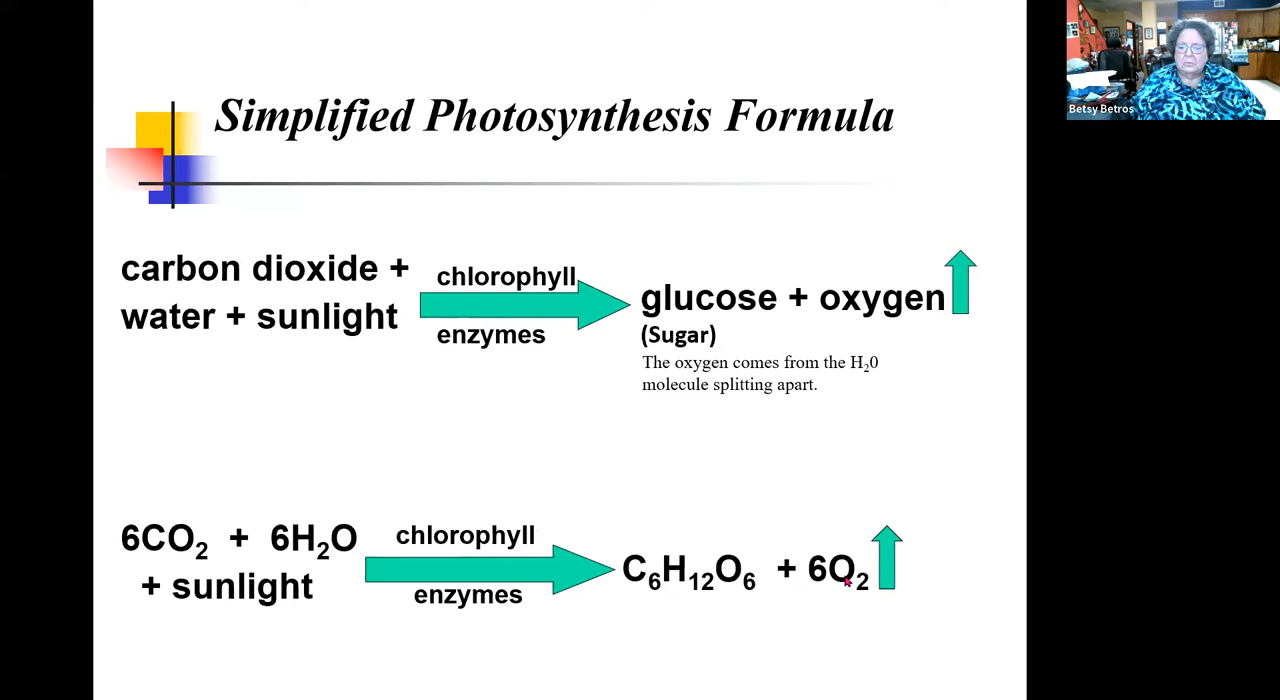 Simplified Photosynthesis Formula
Betsy Betros
carbon dioxide +
water + sunlight
chlorophyll
enzymes
glucose + oxygen
(Sugar)
The oxygen comes from the H₂0
molecule splitting apart.
6CO₂ + 6H₂O
+ sunlight
chlorophyll
enzymes
C₆H₁₂O₆ + 6O₂